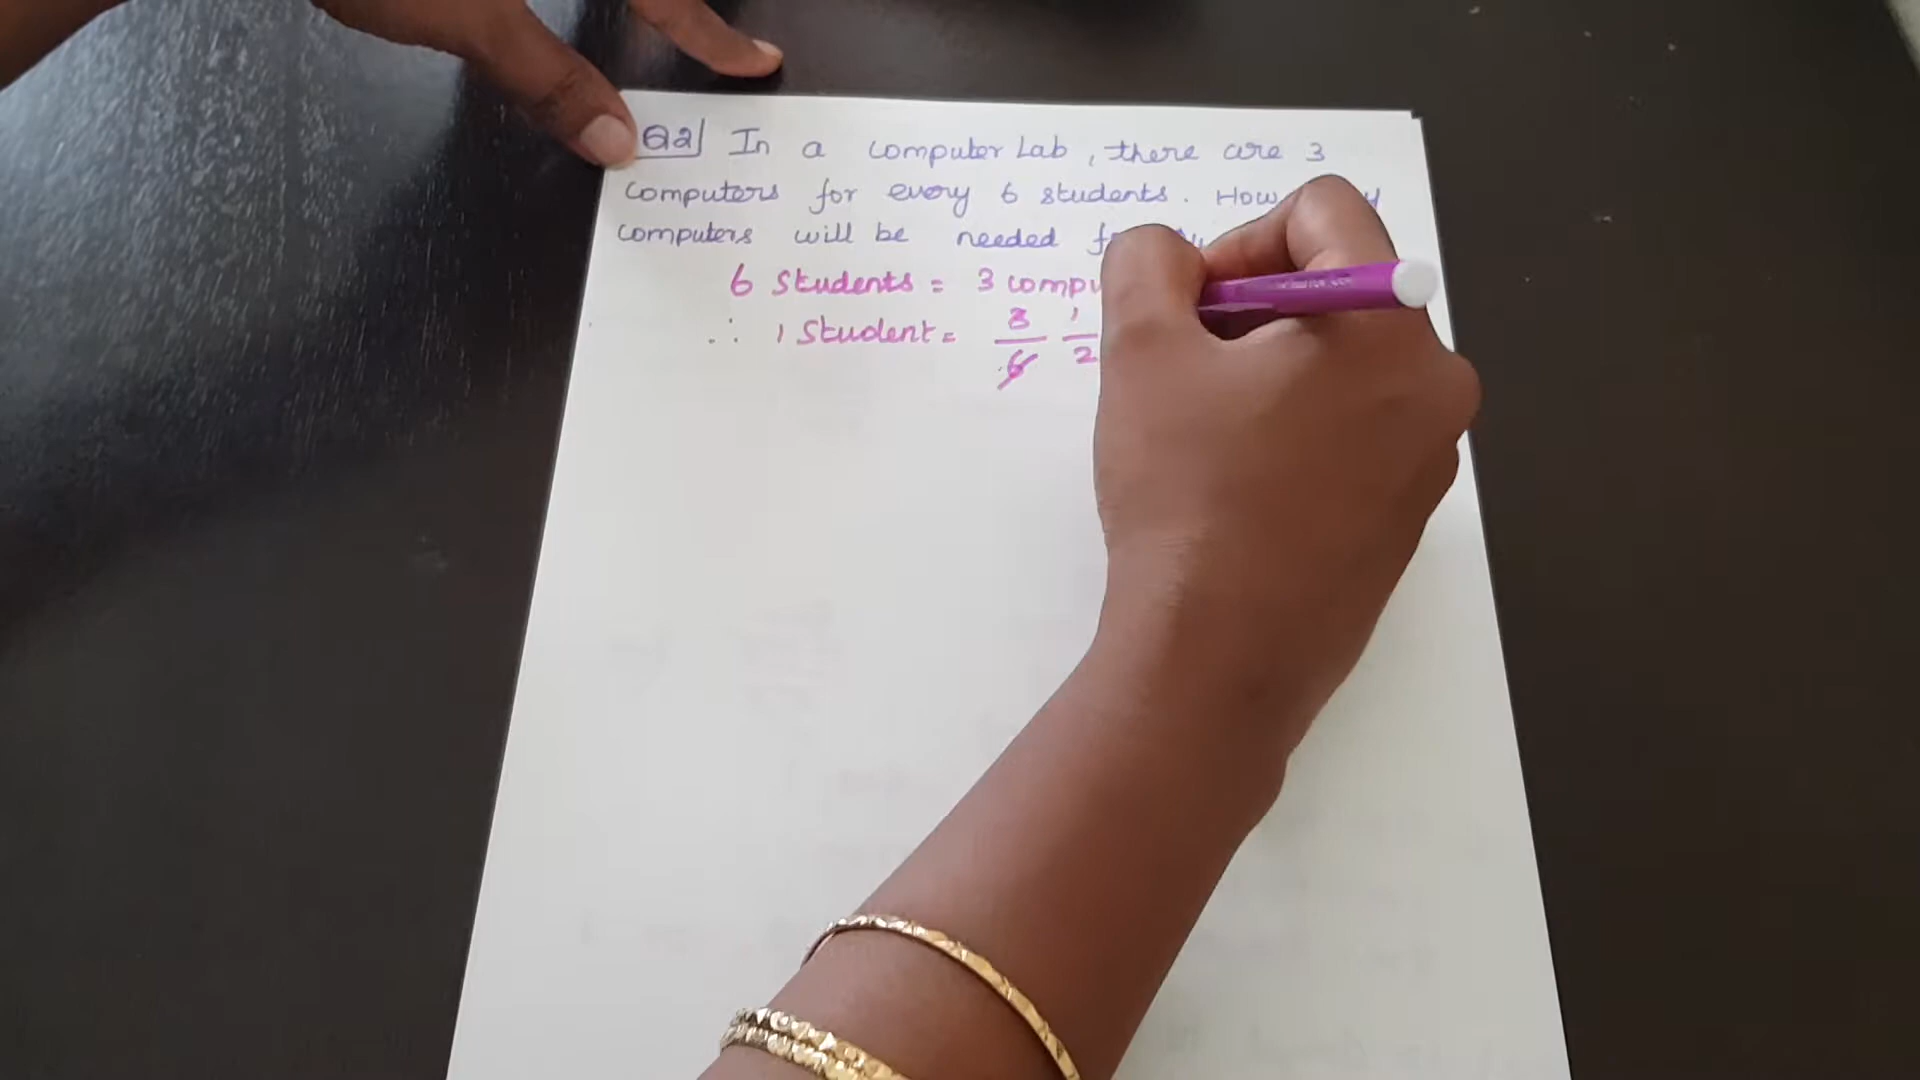 Q2 In a computer Lab, there are 3
computers for every 6 students. How
computers will be needed
6 Students = 3
∴ 1 Student = 3/6 1/2